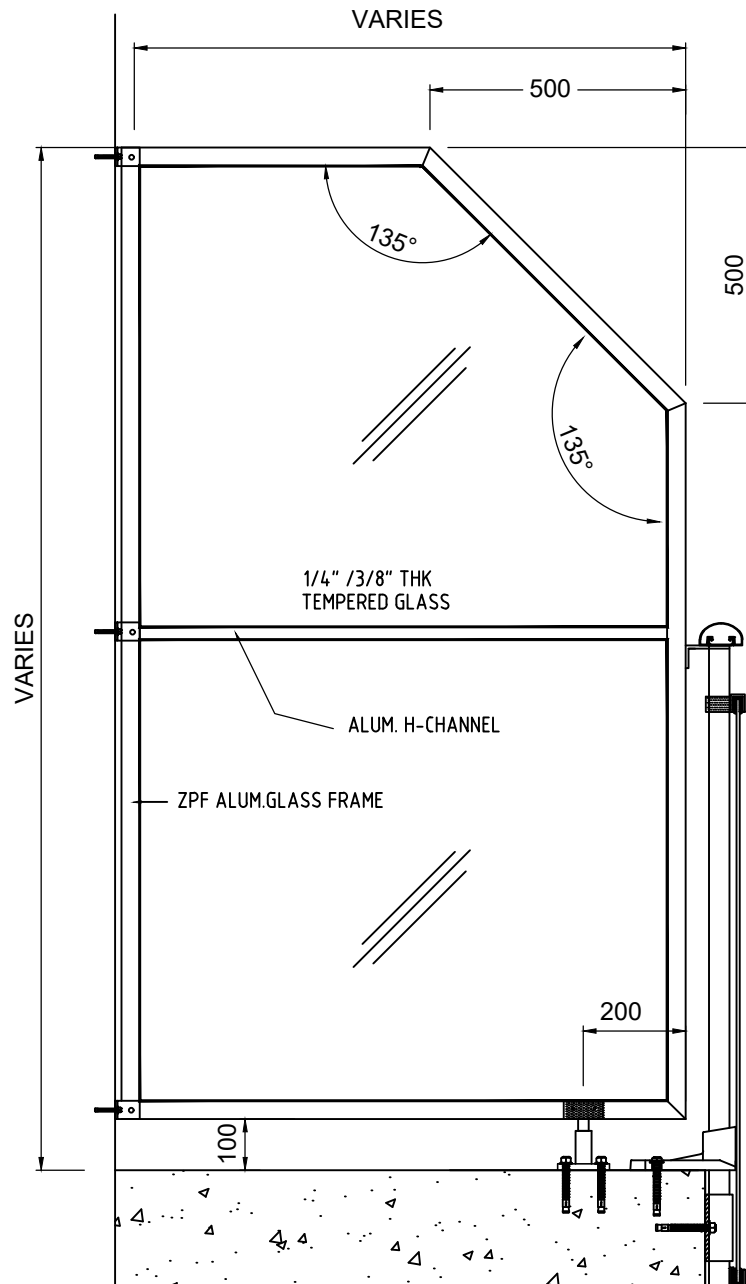 VARIES
500
500
135°
135°
1/4" /3/8" THK
TEMPERED GLASS
VARIES
ALUM. H-CHANNEL
ZPF ALUM.GLASS FRAME
200
100